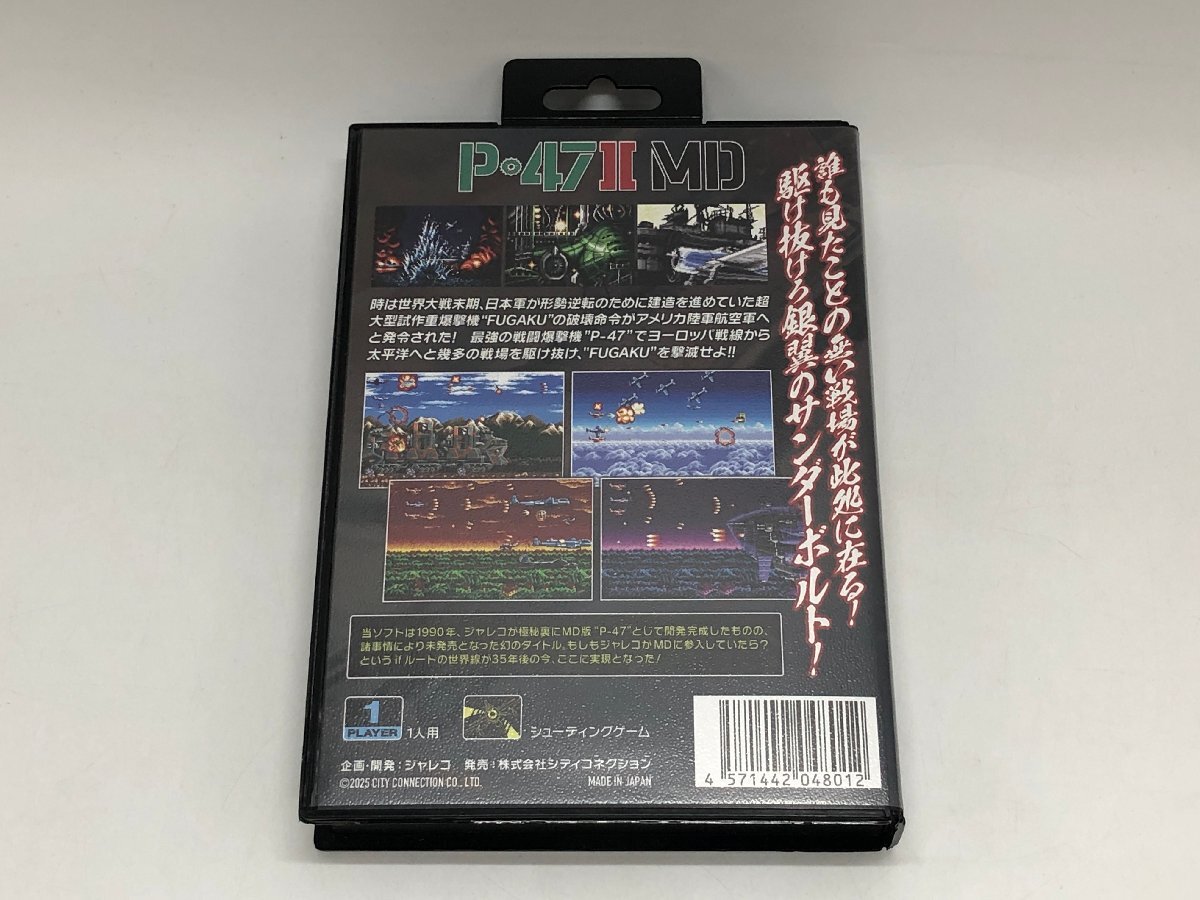 P・47II MD
誰も見たことの無い戦場が此処に在る!
駆け抜けろ銀翼のサンダーボルト!
時は世界大戦末期、日本軍が形勢逆転のために建造を進めていた超
大型試作重爆撃機“FUGAKU”の破壊命令がアメリカ陸軍航空軍へ
と発令された! 最強の戦闘爆撃機“P-47”でヨーロッパ戦線から
太平洋へと幾多の戦場を駆け抜け、“FUGAKU”を撃滅せよ!!
当ソフトは1990年、ジャレコが極秘裏にMD版“P-47”として開発完成したものの、
諸事情により未発売となった幻のタイトル。もしもジャレコがMDに参入していたら?
というifルートの世界線が35年後の今、ここに実現となった!
1
PLAYER
1人用
シューティングゲーム
企画・開発:ジャレコ 発売:株式会社シティコネクション
©2025 CITY CONNECTION CO., LTD.
MADE IN JAPAN
4 571442 048012